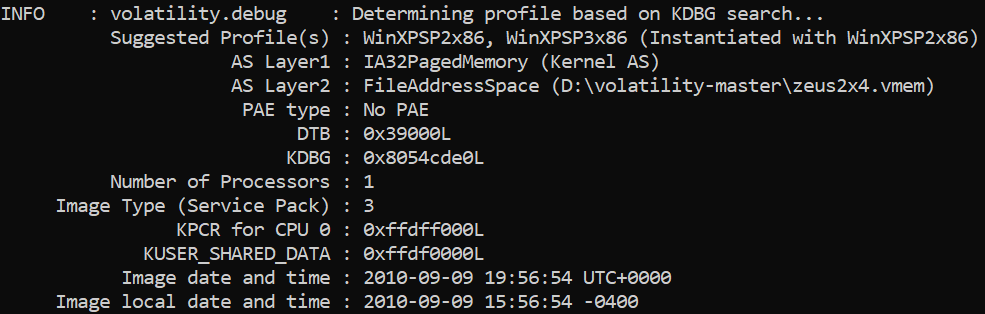 INFO    : volatility.debug    : Determining profile based on KDBG search...
Suggested Profile(s) : WinXPSP2x86, WinXPSP3x86 (Instantiated with WinXPSP2x86)
AS Layer1 : IA32PagedMemory (Kernel AS)
AS Layer2 : FileAddressSpace (D:\volatility-master\zeus2x4.vmem)
PAE type : No PAE
DTB : 0x39000L
KDBG : 0x8054cde0L
Number of Processors : 1
Image Type (Service Pack) : 3
KPCR for CPU 0 : 0xffdff000L
KUSER_SHARED_DATA : 0xffdf0000L
Image date and time : 2010-09-09 19:56:54 UTC+0000
Image local date and time : 2010-09-09 15:56:54 -0400